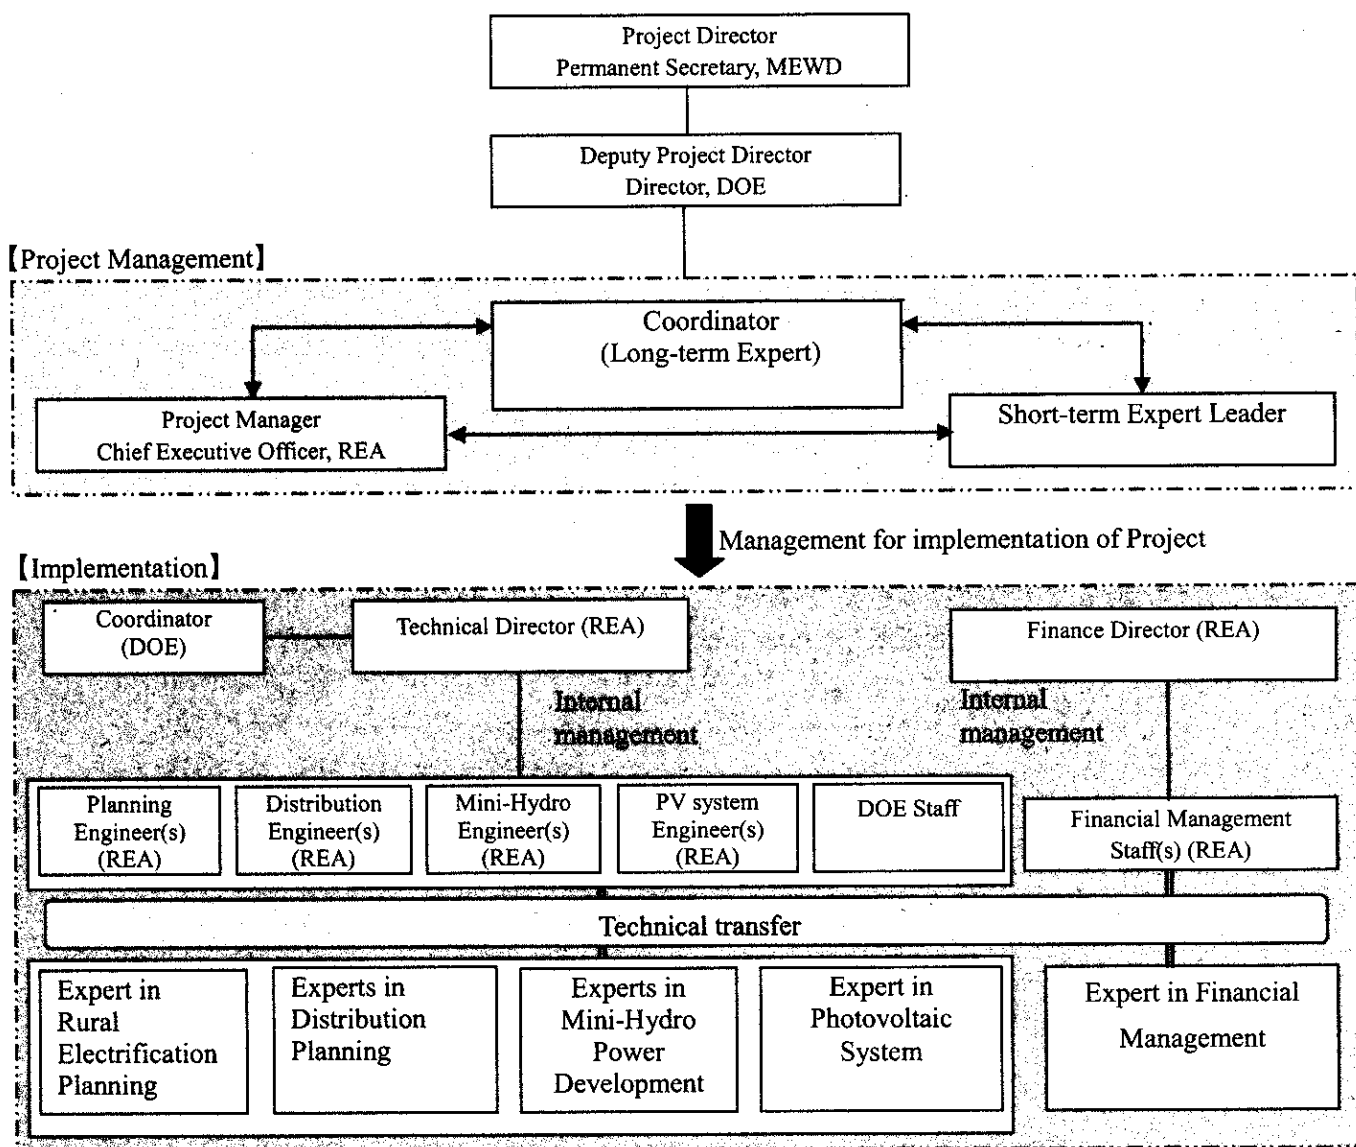 Project Director
Permanent Secretary, MEWD
Deputy Project Director
Director, DOE
【Project Management】
Coordinator
(Long-term Expert)
Project Manager
Chief Executive Officer, REA
Short-term Expert Leader
Management for implementation of Project
【Implementation】
Coordinator
(DOE)
Technical Director (REA)
Finance Director (REA)
Internal
management
Internal
management
Planning
Engineer(s)
(REA)
Distribution
Engineer(s)
(REA)
Mini-Hydro
Engineer(s)
(REA)
PV system
Engineer(s)
(REA)
DOE Staff
Financial Management
Staff(s) (REA)
Technical transfer
Expert in
Rural
Electrification
Planning
Experts in
Distribution
Planning
Experts in
Mini-Hydro
Power
Development
Expert in
Photovoltaic
System
Expert in Financial
Management